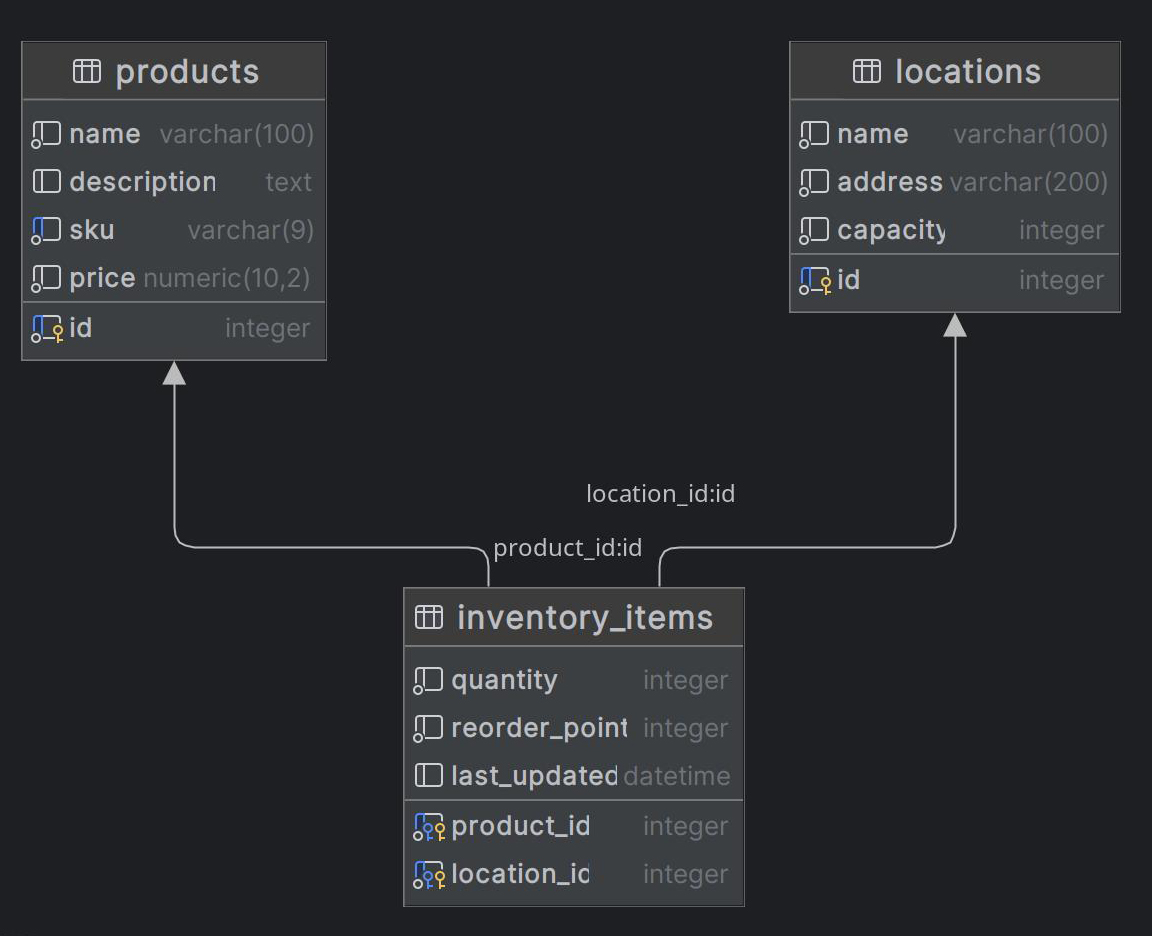 products
name varchar(100)
description text
sku varchar(9)
price numeric(10,2)
id integer
locations
name varchar(100)
address varchar(200)
capacity integer
id integer
location_id:id
product_id:id
inventory_items
quantity integer
reorder_point integer
last_updated datetime
product_id integer
location_id integer